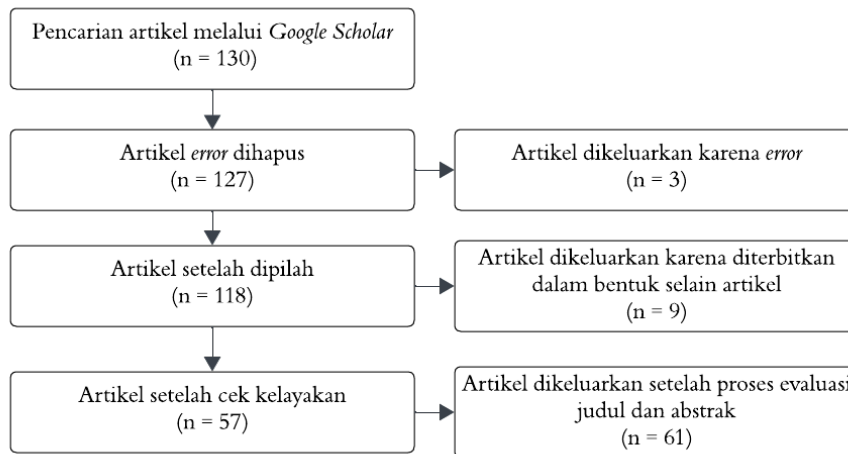 Pencarian artikel melalui Google Scholar
(n = 130)
Artikel error dihapus
(n = 127)
Artikel dikeluarkan karena error
(n = 3)
Artikel setelah dipilah
(n = 118)
Artikel dikeluarkan karena diterbitkan
dalam bentuk selain artikel
(n = 9)
Artikel setelah cek kelayakan
(n = 57)
Artikel dikeluarkan setelah proses evaluasi
judul dan abstrak
(n = 61)